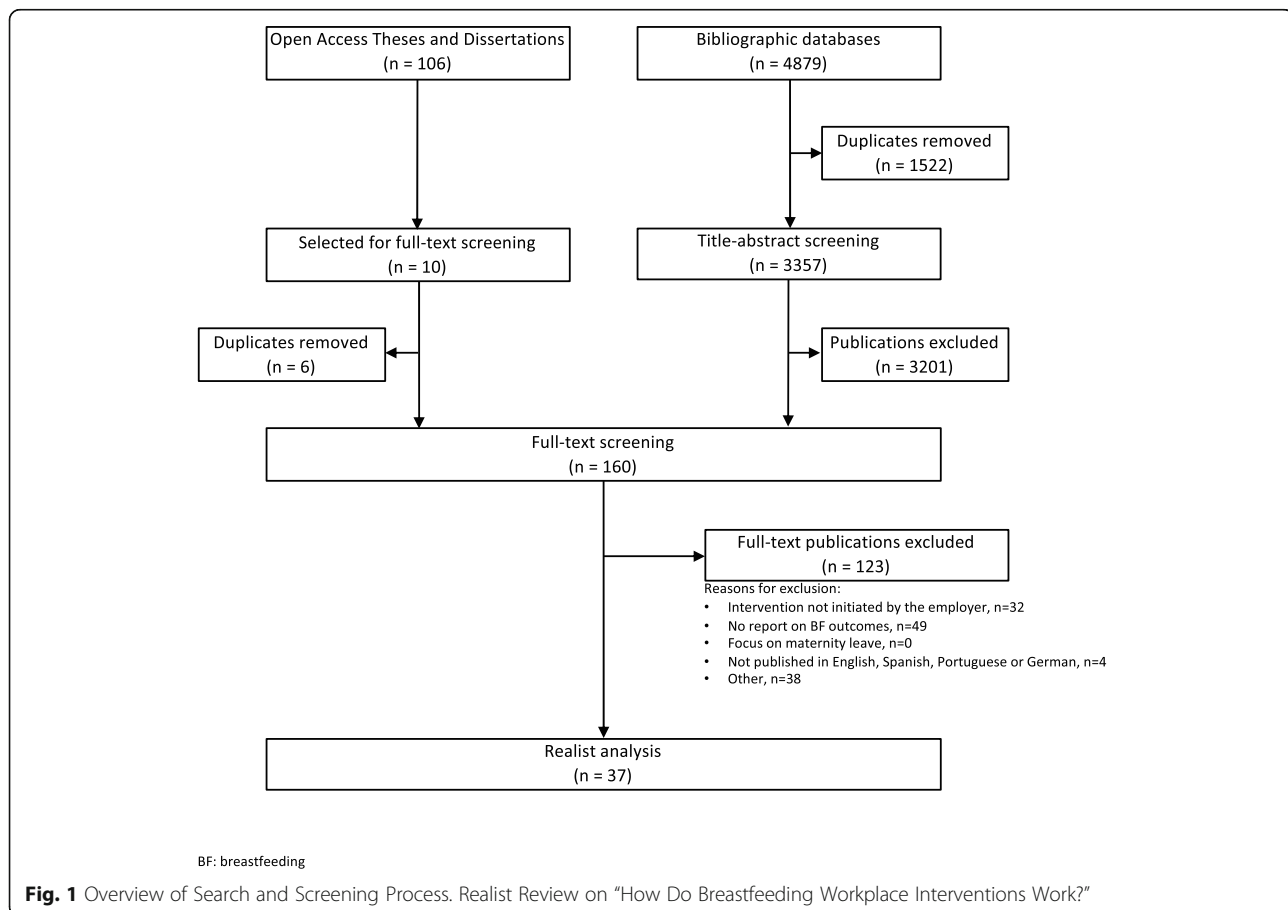 Open Access Theses and Dissertations
(n = 106)
Bibliographic databases
(n = 4879)
Duplicates removed
(n = 1522)
Selected for full-text screening
(n = 10)
Title-abstract screening
(n = 3357)
Duplicates removed
(n = 6)
Publications excluded
(n = 3201)
Full-text screening
(n = 160)
Full-text publications excluded
(n = 123)
Reasons for exclusion:
• Intervention not initiated by the employer, n=32
• No report on BF outcomes, n=49
• Focus on maternity leave, n=0
• Not published in English, Spanish, Portuguese or German, n=4
• Other, n=38
Realist analysis
(n = 37)
BF: breastfeeding
Fig. 1 Overview of Search and Screening Process. Realist Review on “How Do Breastfeeding Workplace Interventions Work?”